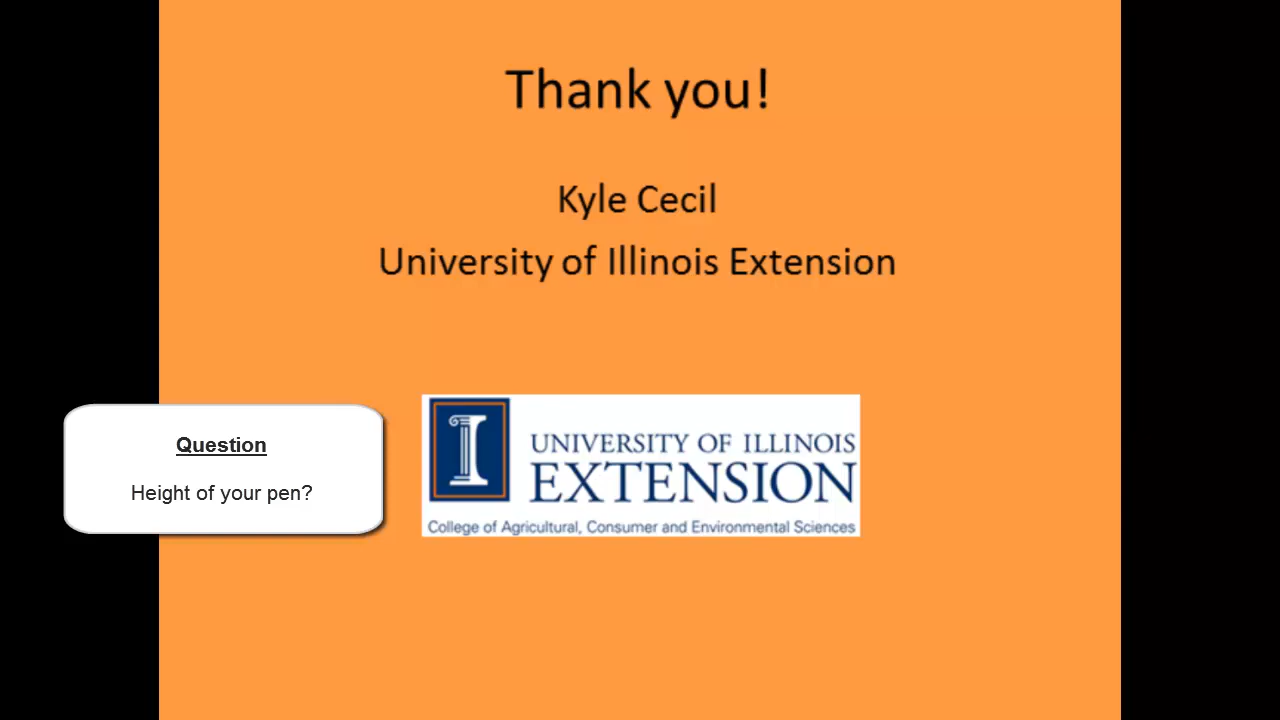 Thank you!
Kyle Cecil
University of Illinois Extension
Question
Height of your pen?
I
UNIVERSITY OF ILLINOIS
EXTENSION
College of Agricultural, Consumer and Environmental Sciences